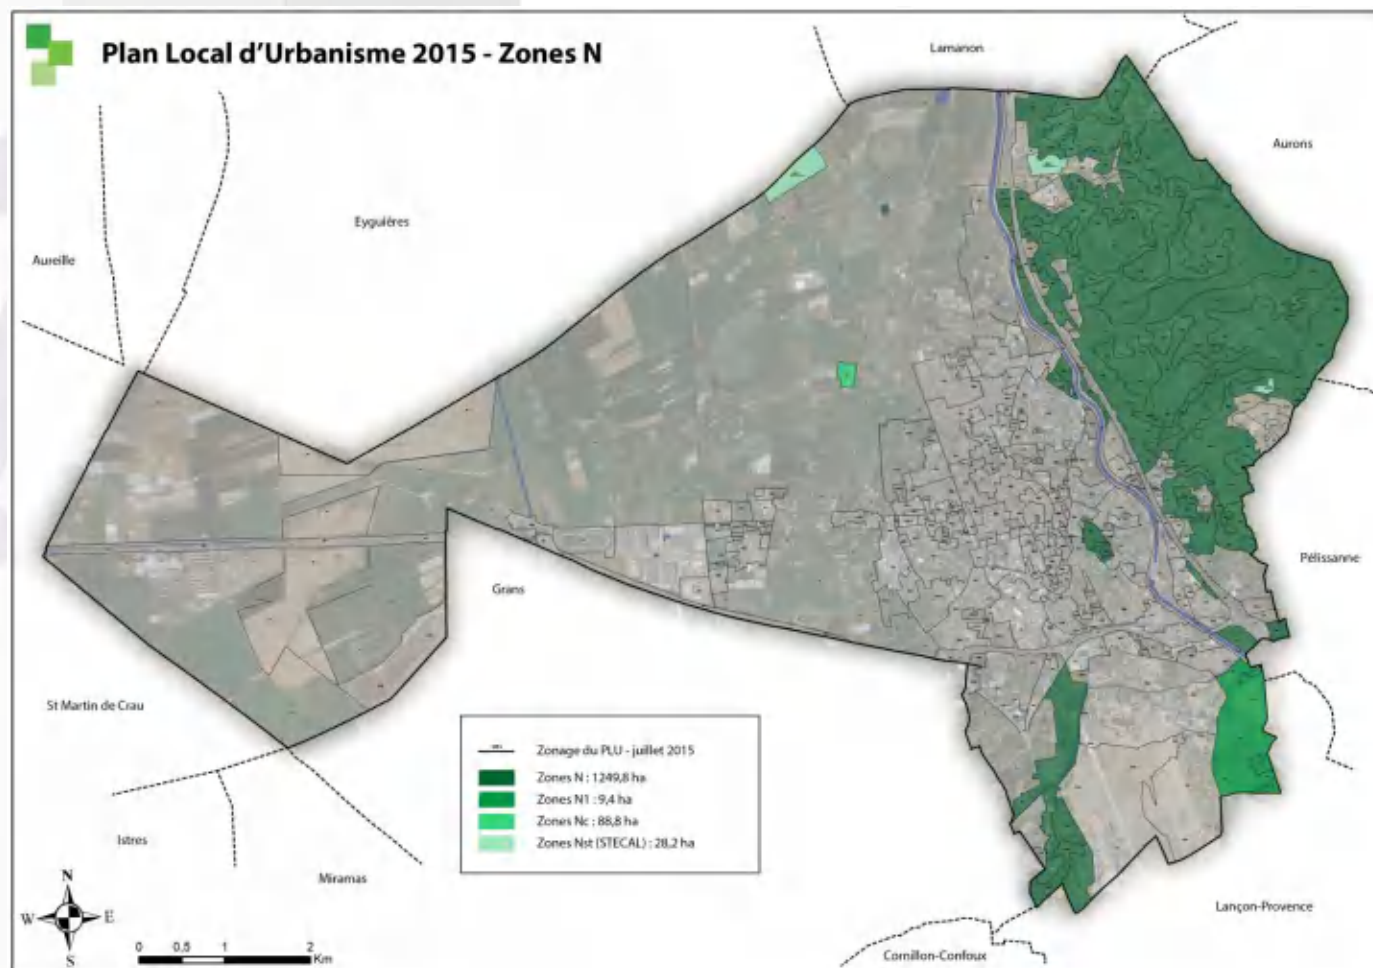 Plan Local d'Urbanisme 2015 - Zones N
Lamanon
Aurons
Eyguières
Aureille
Pélissanne
Grans
St Martin de Crau
Zonage du PLU - juillet 2015
Zones N : 1249,8 ha
Zones N1 : 9,4 ha
Zones Nc : 88,8 ha
Zones Nst (STECAL) : 28,2 ha
Istres
Miramas
Lançon-Provence
Cornillon-Confoux
N
W E
S
0 0,5 1 2
Km